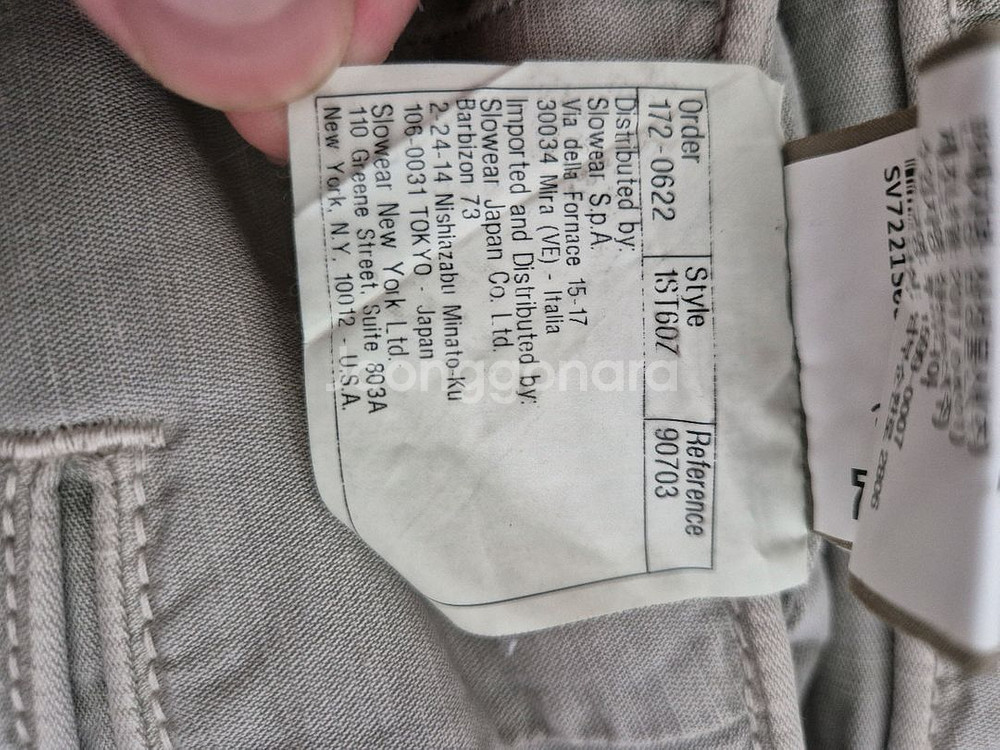 Order Style Reference
172-0622 1ST607 90703
Distributed by:
Slowear S.p.A.
Via della Fornace 15-17
30034 Mira (VE) - Italia
Imported and Distributed by:
Slowear Japan Co. Ltd.
Barbizon 73
2-24-14 Nishiazabu Minato-Ku
106-0031 TOKYO - Japan
Slowear New York Ltd.
110 Greene Street, Suite 803A
New York, N.Y. 10012 - U.S.A.
Joonggonara